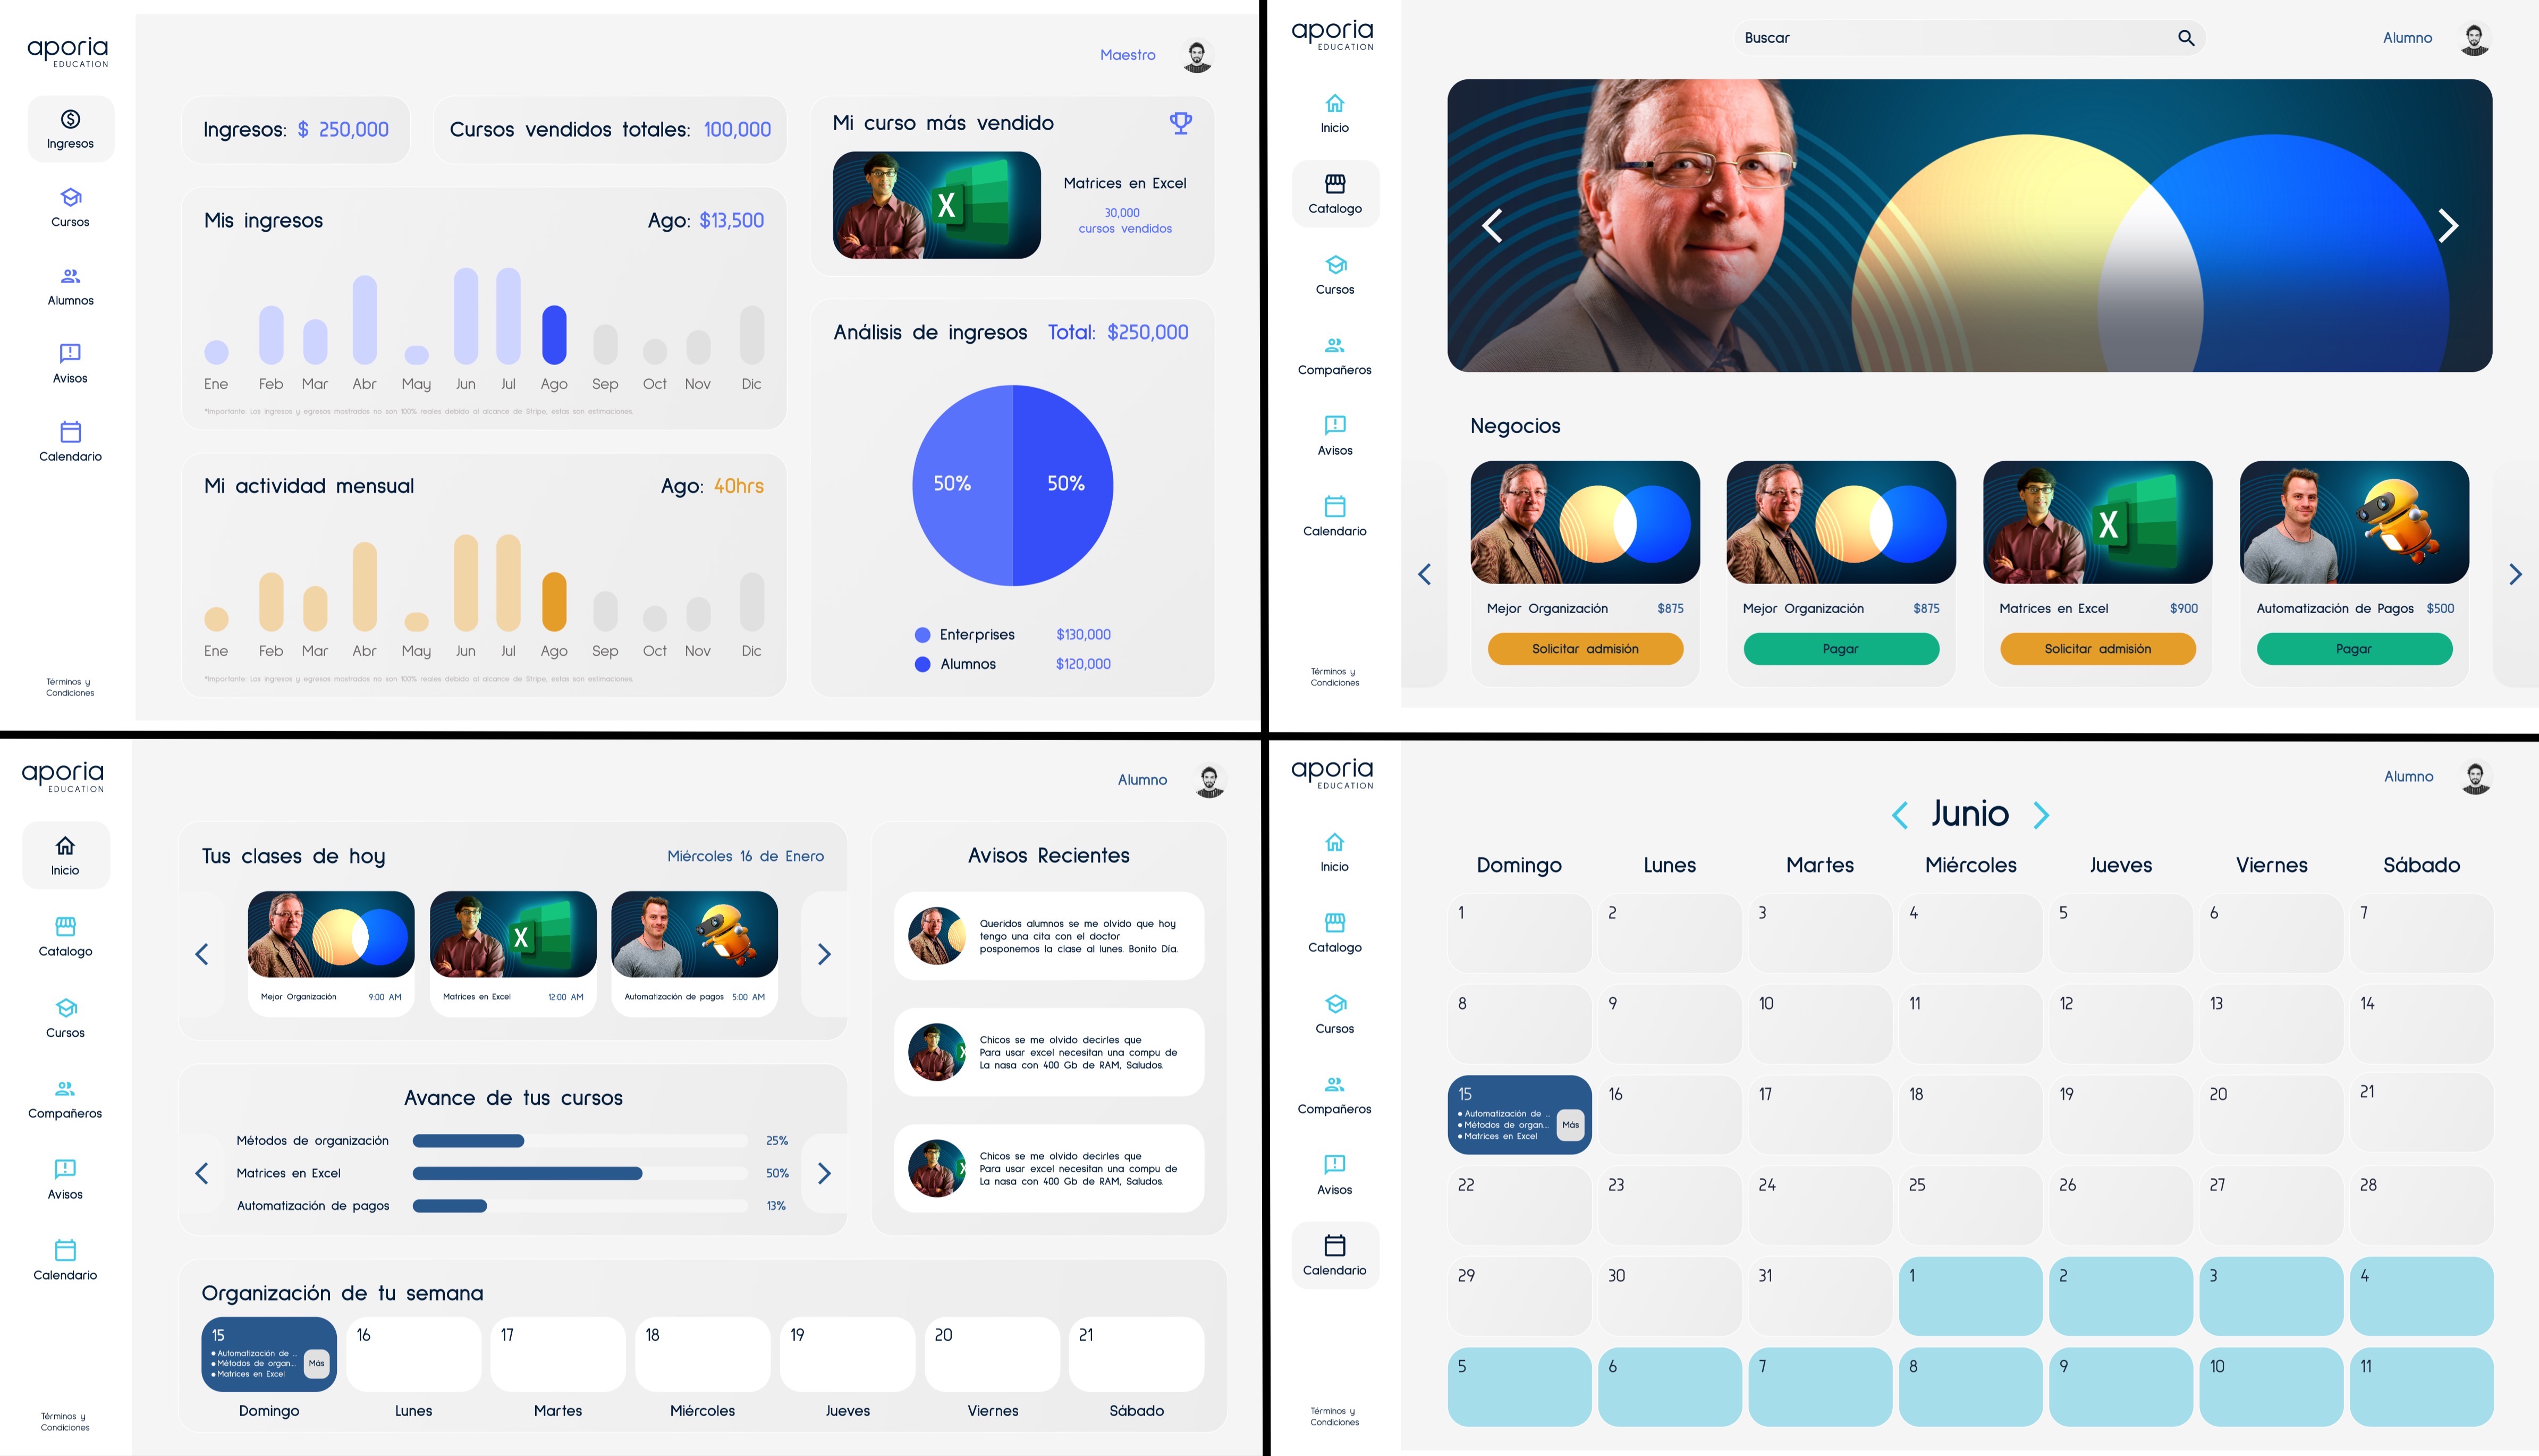 aporia
EDUCATION
Ingresos
Cursos
Alumnos
Avisos
Calendario
Términos y
Condiciones
Maestro
Ingresos: $ 250,000
Cursos vendidos totales: 100,000
Mis ingresos
Ago: $13,500
Ene Feb Mar Abr May Jun Jul Ago Sep Oct Nov Dic
*Importante: Los ingresos y egresos mostrados no son 100% reales debido al alcance de Stripe, estas son estimaciones
Mi actividad mensual
Ago: 40hrs
Ene Feb Mar Abr May Jun Jul Ago Sep Oct Nov Dic
*Importante: Los ingresos y egresos mostrados no son 100% reales debido al alcance de Stripe, estas son estimaciones
Mi curso más vendido
X
Matrices en Excel
30,000
cursos vendidos
Análisis de ingresos Total: $250,000
50% 50%
Enterprises $130,000
Alumnos $120,000
aporia
EDUCATION
Inicio
Catalogo
Cursos
Compañeros
Avisos
Calendario
Términos y
Condiciones
Buscar
Alumno
Negocios
X
Mejor Organización $875
Solicitar admisión
Mejor Organización $875
Pagar
Matrices en Excel $900
Solicitar admisión
Automatización de Pagos $500
Pagar
aporia
EDUCATION
Inicio
Catalogo
Cursos
Compañeros
Avisos
Calendario
Términos y
Condiciones
Alumno
Tus clases de hoy
Miércoles 16 de Enero
X
Mejor Organización 9:00 AM
Matrices en Excel 12:00 AM
Automatización de pagos 5:00 AM
Avance de tus cursos
Métodos de organización 25%
Matrices en Excel 50%
Automatización de pagos 13%
Avisos Recientes
Queridos alumnos se me olvido que hoy
tengo una cita con el doctor
posponemos la clase al lunes. Bonito Día.
Chicos se me olvido decirles que
Para usar excel necesitan una compu de
La nasa con 400 Gb de RAM, Saludos.
Chicos se me olvido decirles que
Para usar excel necesitan una compu de
La nasa con 400 Gb de RAM, Saludos.
Organización de tu semana
15 16 17 18 19 20 21
• Automatización de ...
• Métodos de organ...
• Matrices en Excel
Más
Domingo Lunes Martes Miércoles Jueves Viernes Sábado
aporia
EDUCATION
Inicio
Catalogo
Cursos
Compañeros
Avisos
Calendario
Términos y
Condiciones
Alumno
Junio
Domingo Lunes Martes Miércoles Jueves Viernes Sábado
1 2 3 4 5 6 7
8 9 10 11 12 13 14
15 16 17 18 19 20 21
• Automatización de ...
• Métodos de organ...
• Matrices en Excel
Más
22 23 24 25 26 27 28
29 30 31 1 2 3 4
5 6 7 8 9 10 11